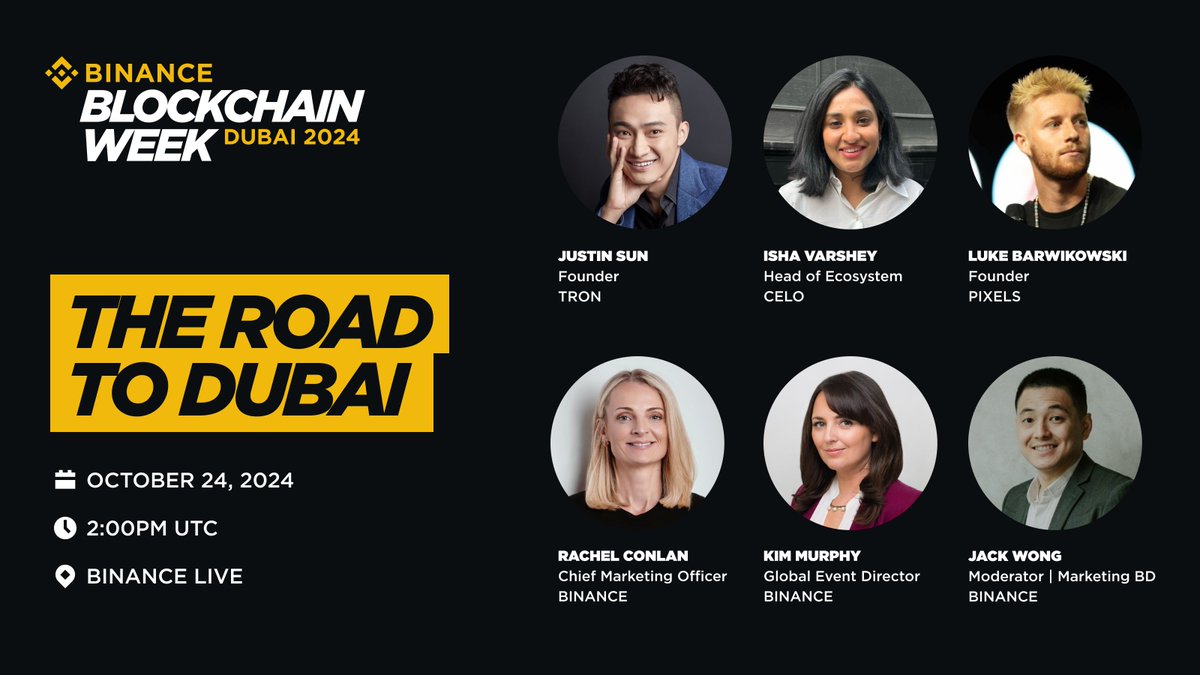 BINANCE
BLOCKCHAIN
WEEK DUBAI 2024
THE ROAD
TO DUBAI
OCTOBER 24, 2024
2:00PM UTC
BINANCE LIVE
JUSTIN SUN
Founder
TRON
ISHA VARSHEY
Head of Ecosystem
CELO
LUKE BARWIKOWSKI
Founder
PIXELS
RACHEL CONLAN
Chief Marketing Officer
BINANCE
KIM MURPHY
Global Event Director
BINANCE
JACK WONG
Moderator | Marketing BD
BINANCE